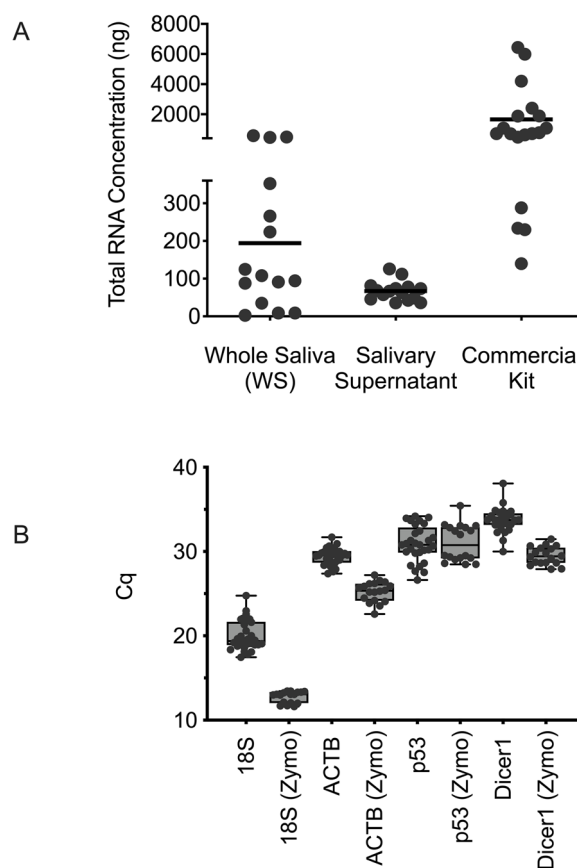 A
Total RNA Concentration (ng)
8000
6000
4000
2000
300
200
100
0
Whole Saliva
(WS)
Salivary
Supernatant
Commercia
Kit
B
Cq
40
30
20
10
18S
18S (Zymo)
ACTB
ACTB (Zymo)
p53
p53 (Zymo)
Dicer1
Dicer1 (Zymo)